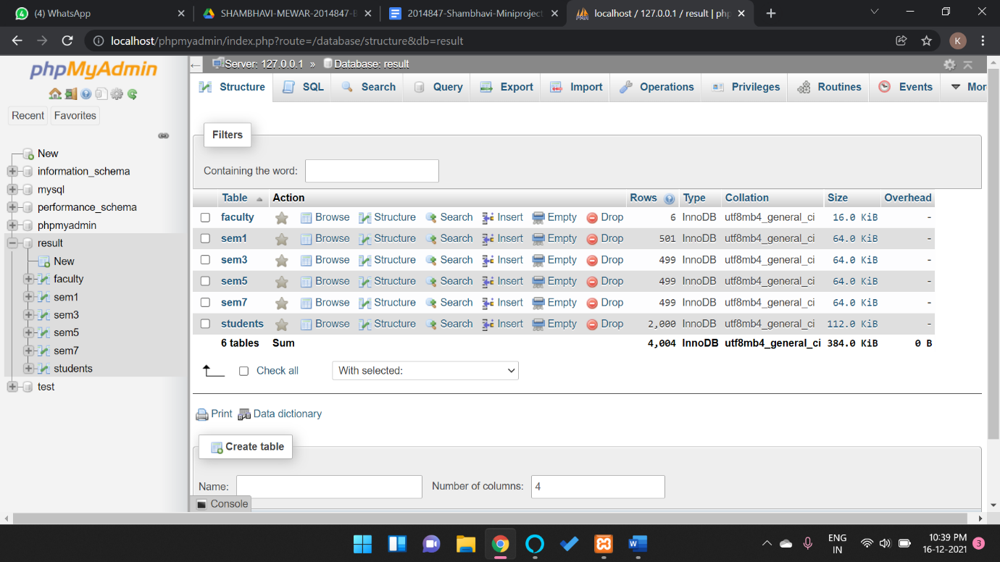 (4) WhatsApp
SHAMBHAVI-MEWAR-2014847-B
2014847-Shambhavi-Miniproject
localhost / 127.0.0.1 / result | php
localhost/phpmyadmin/index.php?route=/database/structure&db=result
K
phpMyAdmin
Recent Favorites
New
information_schema
mysql
performance_schema
phpmyadmin
result
New
faculty
sem1
sem3
sem5
sem7
students
test
Server: 127.0.0.1 » Database: result
Structure SQL Search Query Export Import Operations Privileges Routines Events Mor
Filters
Containing the word:
Table Action Rows Type Collation Size Overhead
faculty Browse Structure Search Insert Empty Drop 6 InnoDB utf8mb4_general_ci 16.0 KiB -
sem1 Browse Structure Search Insert Empty Drop 501 InnoDB utf8mb4_general_ci 64.0 KiB -
sem3 Browse Structure Search Insert Empty Drop 499 InnoDB utf8mb4_general_ci 64.0 KiB -
sem5 Browse Structure Search Insert Empty Drop 499 InnoDB utf8mb4_general_ci 64.0 KiB -
sem7 Browse Structure Search Insert Empty Drop 499 InnoDB utf8mb4_general_ci 64.0 KiB -
students Browse Structure Search Insert Empty Drop 2,000 InnoDB utf8mb4_general_ci 112.0 KiB -
6 tables Sum 4,004 InnoDB utf8mb4_general_ci 384.0 KiB 0 B
Check all With selected:
Print Data dictionary
Create table
Name: Number of columns: 4
Console
ENG
IN
10:39 PM
16-12-2021
3